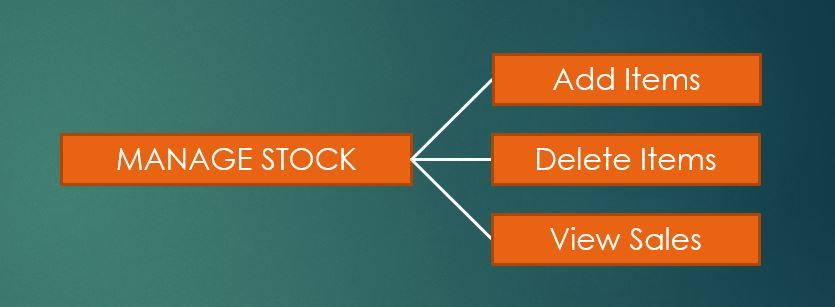 MANAGE STOCK
Add Items
Delete Items
View Sales